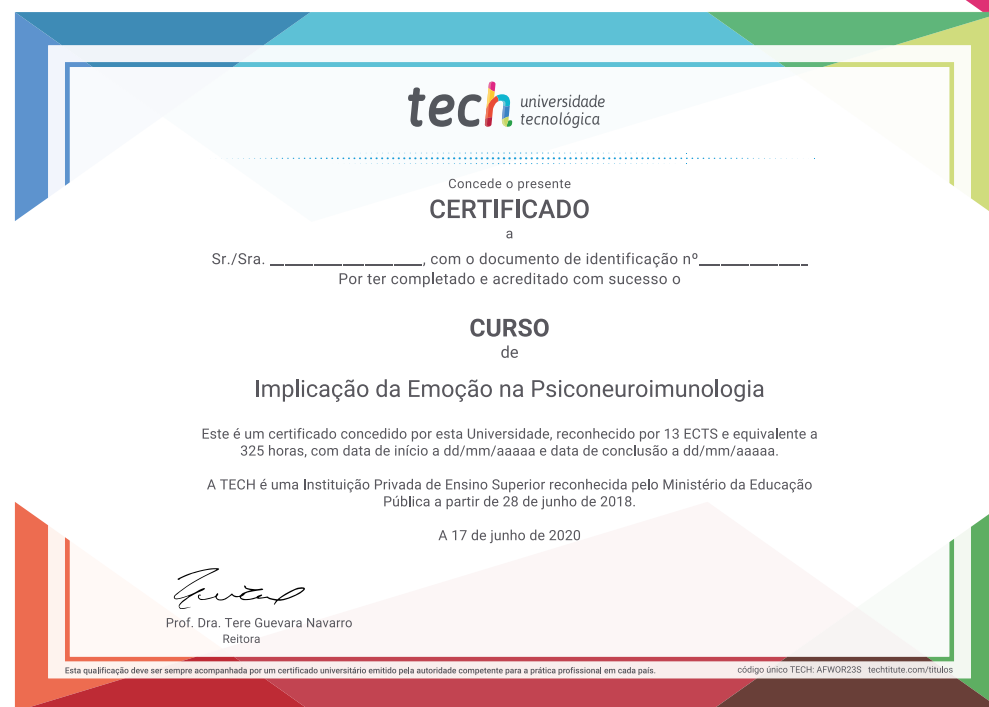 tech universidade
tecnológica
Concede o presente
CERTIFICADO
a
Sr./Sra. ____________________, com o documento de identificação nº______________
Por ter completado e acreditado com sucesso o
CURSO
de
Implicação da Emoção na Psiconeuroimunologia
Este é um certificado concedido por esta Universidade, reconhecido por 13 ECTS e equivalente a
325 horas, com data de início a dd/mm/aaaaa e data de conclusão a dd/mm/aaaaa.
A TECH é uma Instituição Privada de Ensino Superior reconhecida pelo Ministério da Educação
Pública a partir de 28 de junho de 2018.
A 17 de junho de 2020
Prof. Dra. Tere Guevara Navarro
Reitora
Esta qualificação deve ser sempre acompanhada por um certificado universitário emitido pela autoridade competente para a prática profissional em cada país.
código único TECH: AFWOR23S techtitute.com/titulos